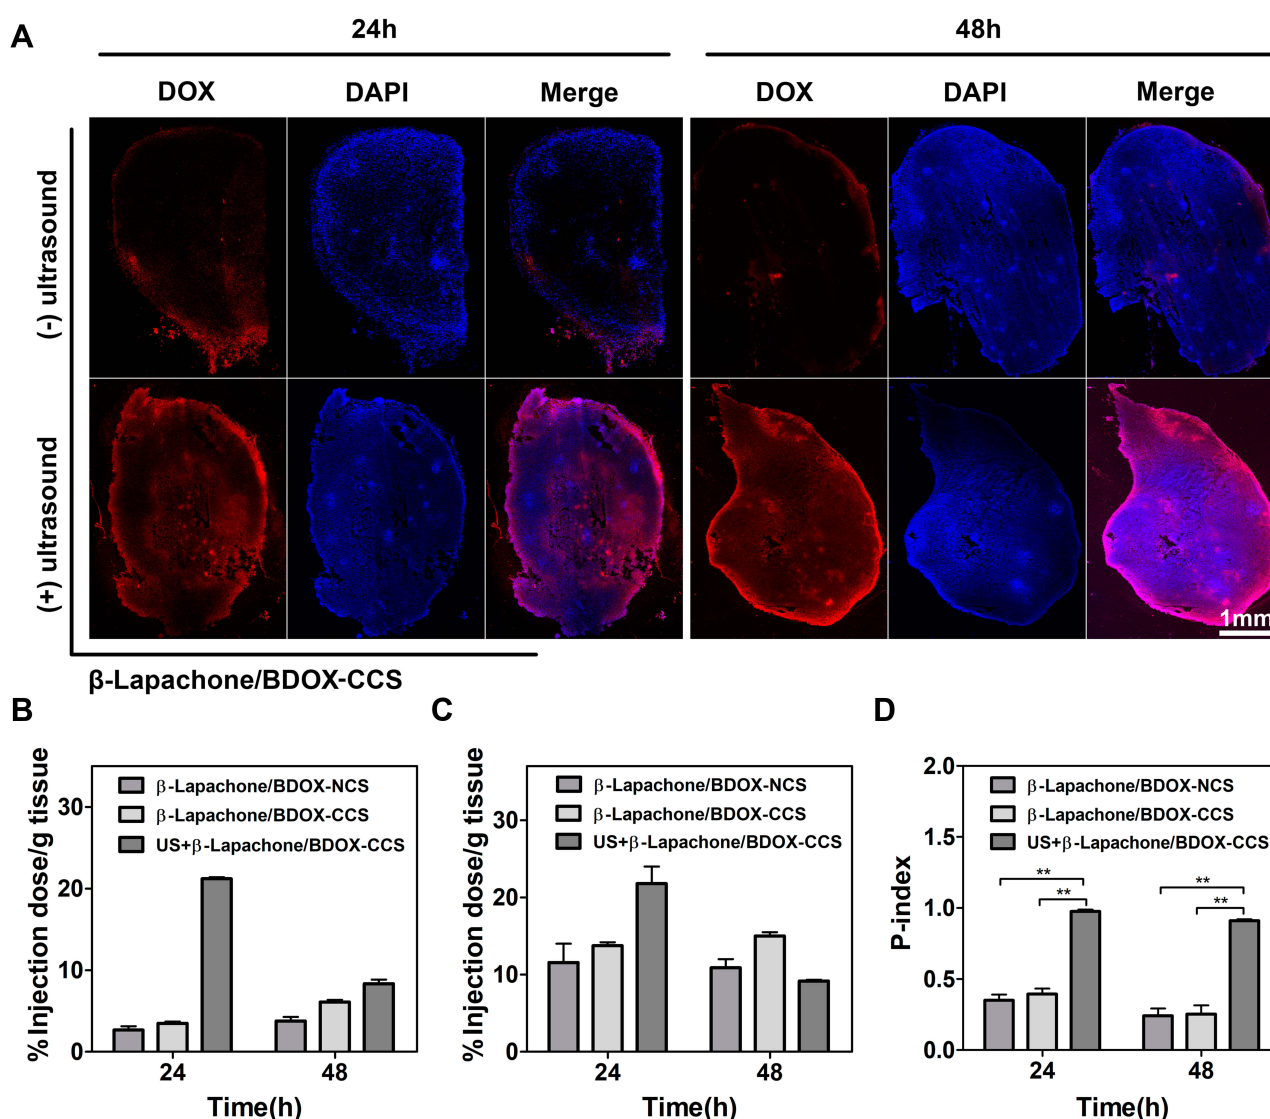 A
24h
48h
DOX
DAPI
Merge
DOX
DAPI
Merge
(-) ultrasound
(+) ultrasound
1mm
β-Lapachone/BDOX-CCS
B
% Injection dose/g tissue
30
20
10
0
β-Lapachone/BDOX-NCS
β-Lapachone/BDOX-CCS
US+β-Lapachone/BDOX-CCS
24
48
Time(h)
C
% Injection dose/g tissue
30
20
10
0
β-Lapachone/BDOX-NCS
β-Lapachone/BDOX-CCS
US+β-Lapachone/BDOX-CCS
24
48
Time(h)
D
P-index
2.0
1.5
1.0
0.5
0.0
β-Lapachone/BDOX-NCS
β-Lapachone/BDOX-CCS
US+β-Lapachone/BDOX-CCS
**
**
**
**
24
48
Time(h)